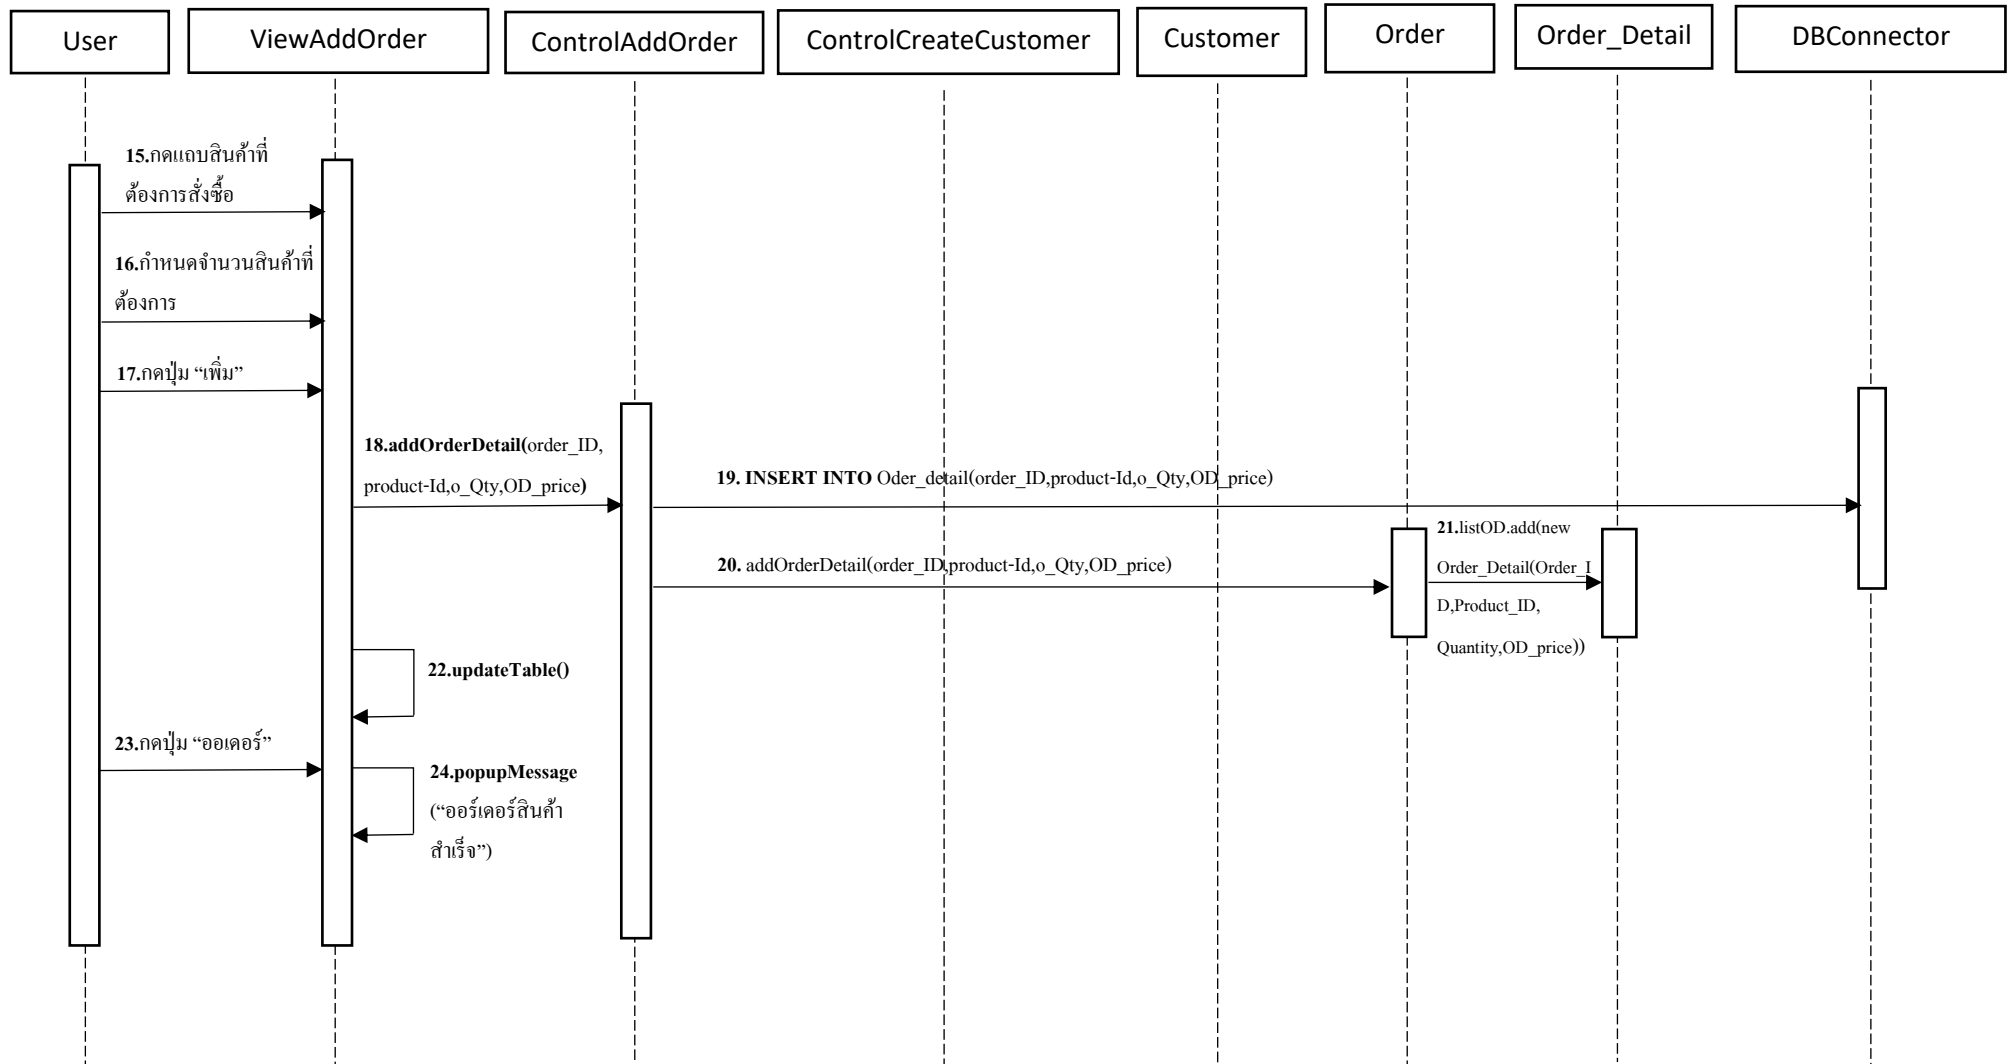 User
ViewAddOrder
ControlAddOrder
ControlCreateCustomer
Customer
Order
Order_Detail
DBConnector
15.กดแถบสินค้าที่
ต้องการสั่งซื้อ
16.กำหนดจำนวนสินค้าที่
ต้องการ
17.กดปุ่ม “เพิ่ม”
18.addOrderDetail(order_ID,
product-Id,o_Qty,OD_price)
19. INSERT INTO Oder_detail(order_ID,product-Id,o_Qty,OD_price)
20. addOrderDetail(order_ID,product-Id,o_Qty,OD_price)
21.listOD.add(new
Order_Detail(Order_I
D,Product_ID,
Quantity,OD_price))
22.updateTable()
23.กดปุ่ม “ออเดอร์”
24.popupMessage
(“ออร์เดอร์สินค้า
สำเร็จ”)